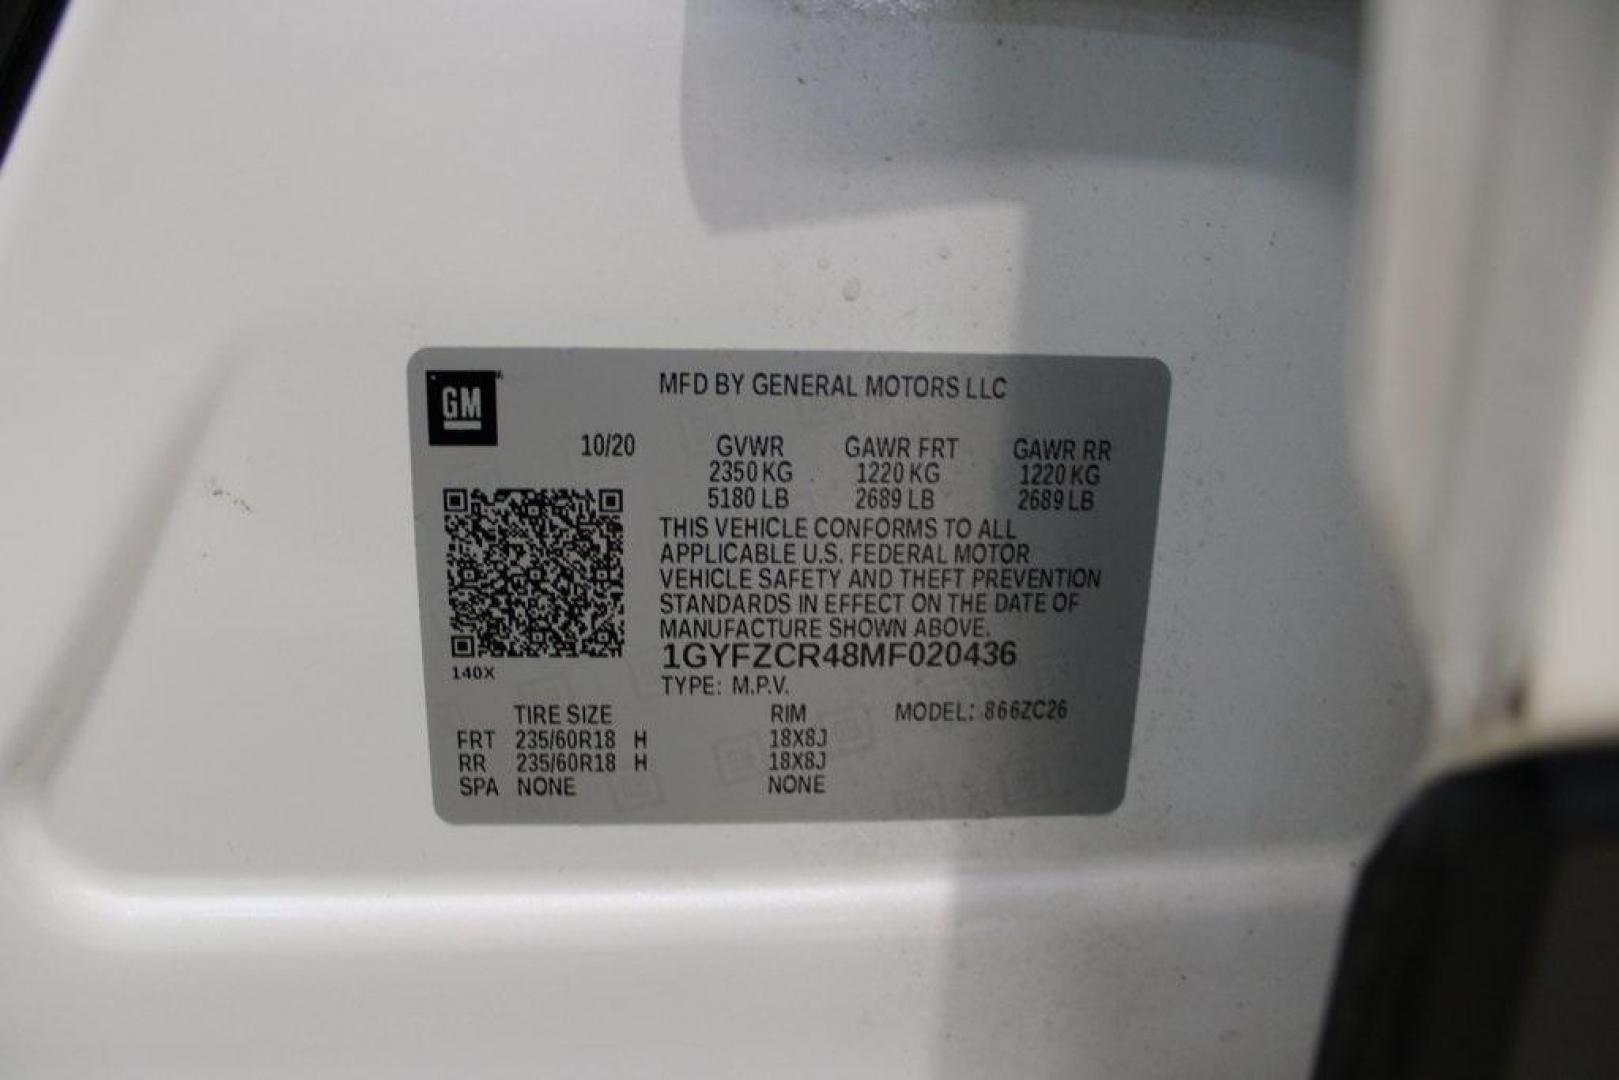 GM
MFD BY GENERAL MOTORS LLC
10/20 GVWR GAWR FRT GAWR RR
2350 KG 1220 KG 1220 KG
5180 LB 2689 LB 2689 LB
THIS VEHICLE CONFORMS TO ALL
APPLICABLE U.S. FEDERAL MOTOR
VEHICLE SAFETY AND THEFT PREVENTION
STANDARDS IN EFFECT ON THE DATE OF
MANUFACTURE SHOWN ABOVE.
1GYFZCR48MF020436
140X
TYPE: M.P.V.
TIRE SIZE RIM MODEL: 866ZC26
FRT 235/60R18 H 18X8J
RR 235/60R18 H 18X8J
SPA NONE NONE